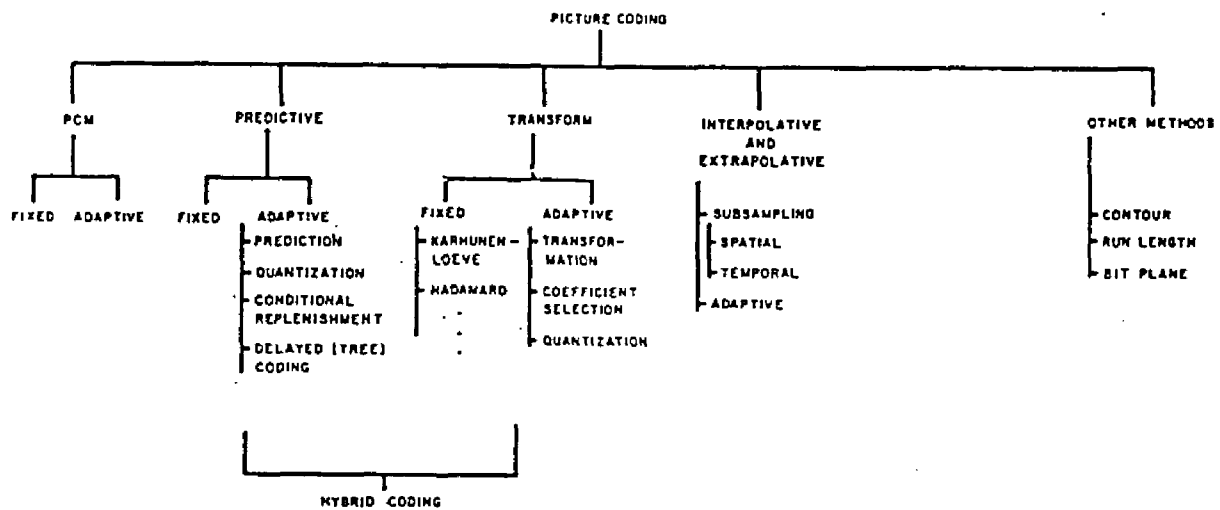 PICTURE CODING
PCM
PREDICTIVE
TRANSFORM
INTERPOLATIVE
AND
EXTRAPOLATIVE
OTHER METHODS
FIXED ADAPTIVE
FIXED ADAPTIVE
PREDICTION
QUANTIZATION
CONDITIONAL
REPLENISHMENT
DELAYED (TREE)
CODING
FIXED
KARHUNEN-
LOEVE
HADAMARD
ADAPTIVE
TRANSFOR-
MATION
COEFFICIENT
SELECTION
QUANTIZATION
SUBSAMPLING
SPATIAL
TEMPORAL
ADAPTIVE
CONTOUR
RUN LENGTH
BIT PLANE
HYBRID CODING